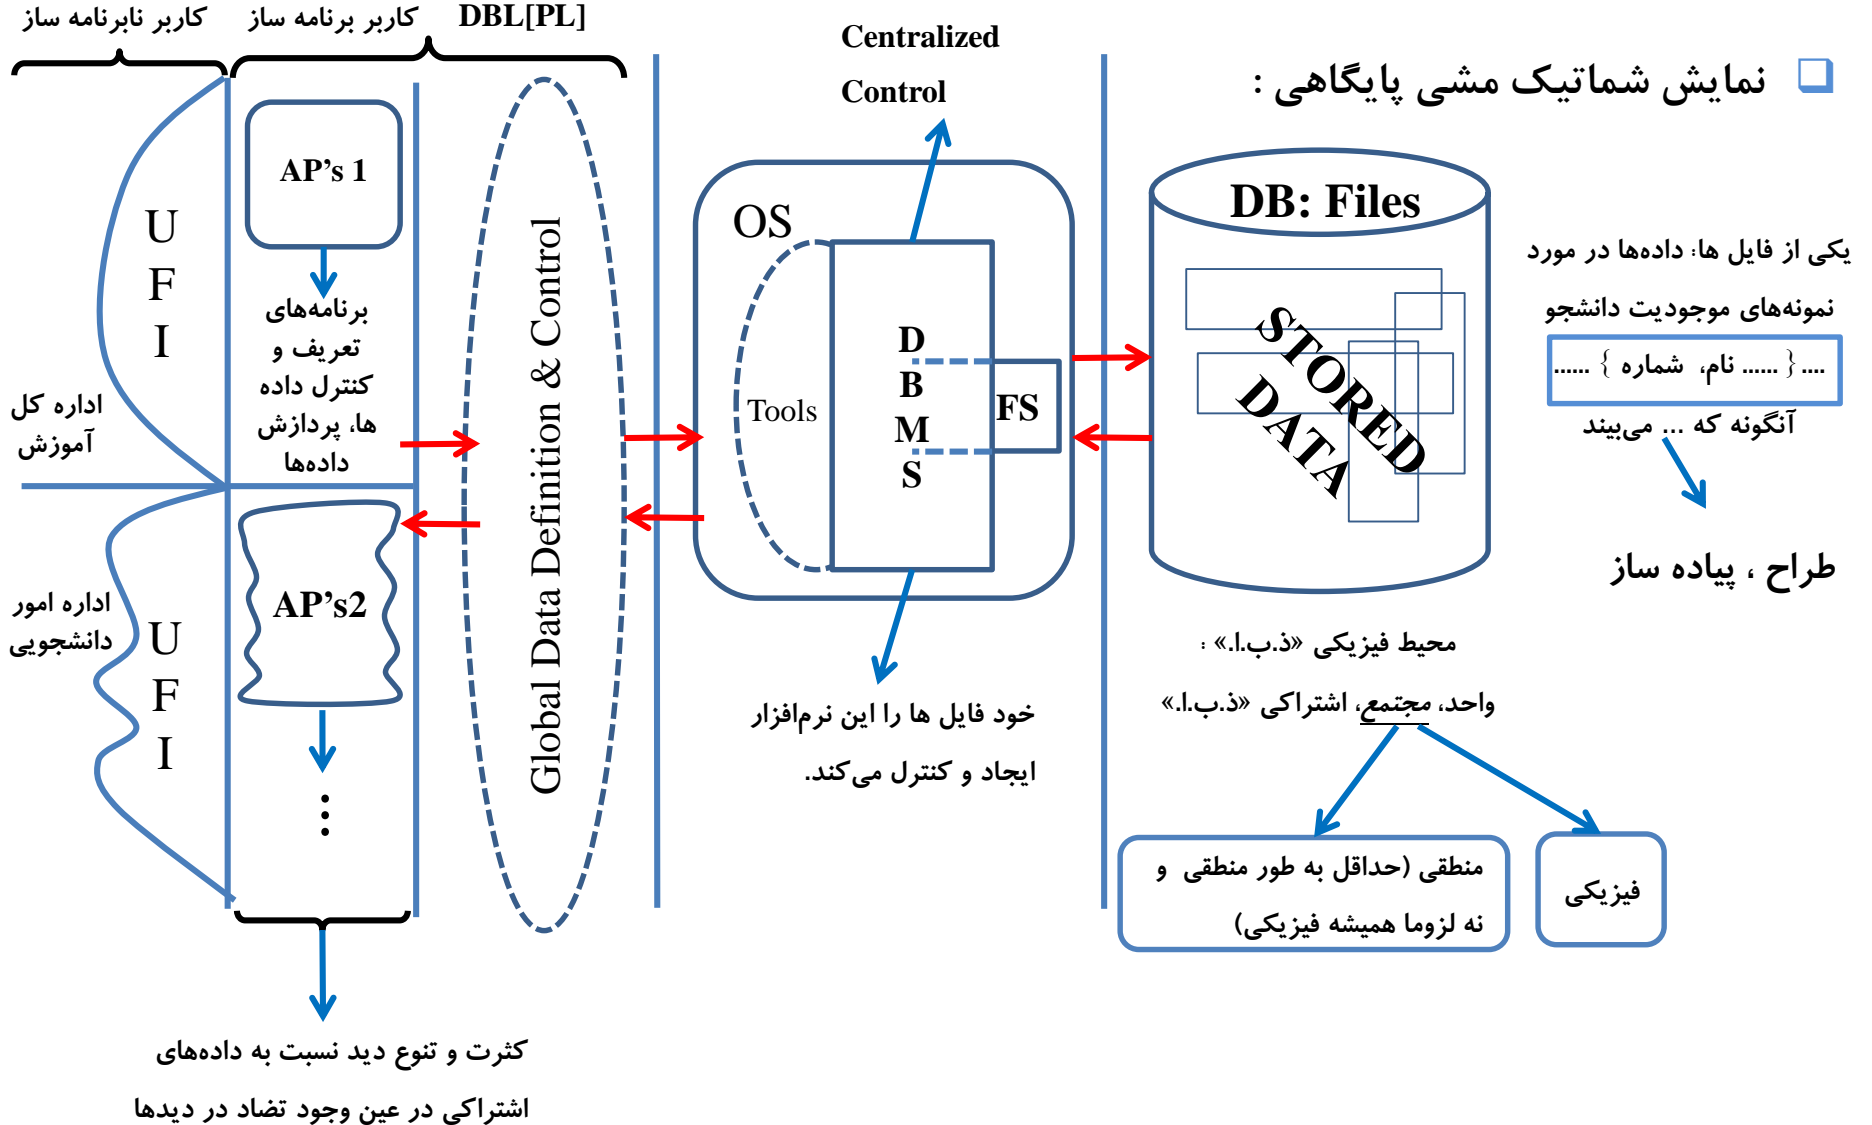 نمایش شماتیک مشی پایگاهی :
کاربر نابرنامه ساز
کاربر برنامه ساز
DBL[PL]
Centralized
Control
U
F
I
اداره کل
آموزش
AP’s 1
برنامه‌های
تعریف و
کنترل داده
ها، پردازش
داده‌ها
U
F
I
اداره امور
دانشجویی
AP’s2
...
Global Data Definition & Control
OS
Tools
D
B
M
S
FS
DB: Files
STORED
DATA
یکی از فایل ها: داده‌ها در مورد
نمونه‌های موجودیت دانشجو
.... { ...... نام، شماره } ......
آنگونه که ... می‌بیند
طراح ، پیاده ساز
خود فایل ها را این نرم‌افزار
ایجاد و کنترل می‌کند.
محیط فیزیکی «ذ.ب.ا.» :
واحد، مجتمع، اشتراکی «ذ.ب.ا.»
منطقی (حداقل به طور منطقی و
نه لزوما همیشه فیزیکی)
فیزیکی
کثرت و تنوع دید نسبت به داده‌های
اشتراکی در عین وجود تضاد در دیدها